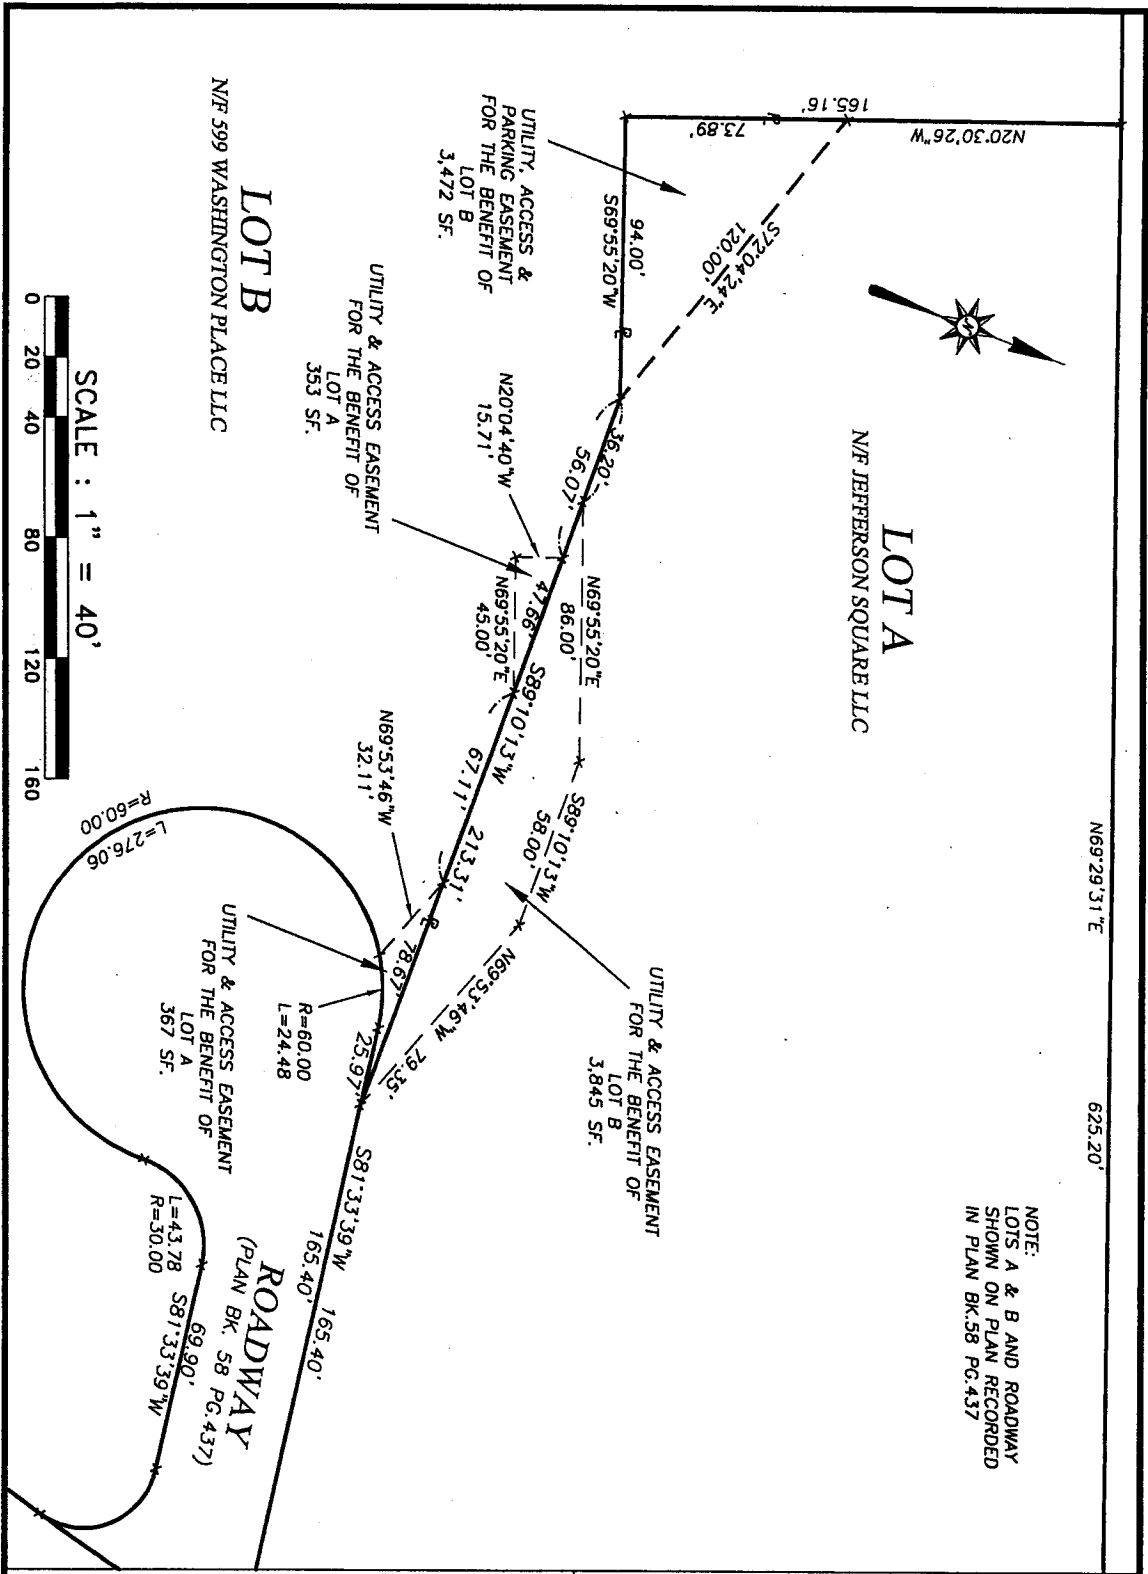 NOTE:
LOTS A & B AND ROADWAY
SHOWN ON PLAN RECORDED
IN PLAN BK.58 PG.437
N69°29'31"E
625.20'
N20°30'26"W
165.16'
73.89'
LOT A
N/F JEFFERSON SQUARE LLC
S72°04'24"E
120.00'
94.00'
S69°55'20"W
UTILITY, ACCESS &
PARKING EASEMENT
FOR THE BENEFIT OF
LOT B
3,472 SF.
36.20'
56.07'
N69°55'20"E
86.00'
S89°10'13"W
58.00'
N69°53'46"W
79.35'
UTILITY & ACCESS EASEMENT
FOR THE BENEFIT OF
LOT B
3,845 SF.
N20°04'40"W
15.71'
47.66'
S89°10'13"W
213.31'
N69°55'20"E
45.00'
67.11'
78.67'
25.97'
UTILITY & ACCESS EASEMENT
FOR THE BENEFIT OF
LOT A
353 SF.
N69°53'46"W
32.11'
R=60.00
L=24.48
S81°33'39"W
165.40'
165.40'
ROADWAY
(PLAN BK. 58 PG.437)
UTILITY & ACCESS EASEMENT
FOR THE BENEFIT OF
LOT A
367 SF.
R=60.00
L=276.06
L=43.78
R=30.00
69.90'
S81°33'39"W
LOT B
N/F 599 WASHINGTON PLACE LLC
SCALE : 1" = 40'
0 20 40 80 120 160
N